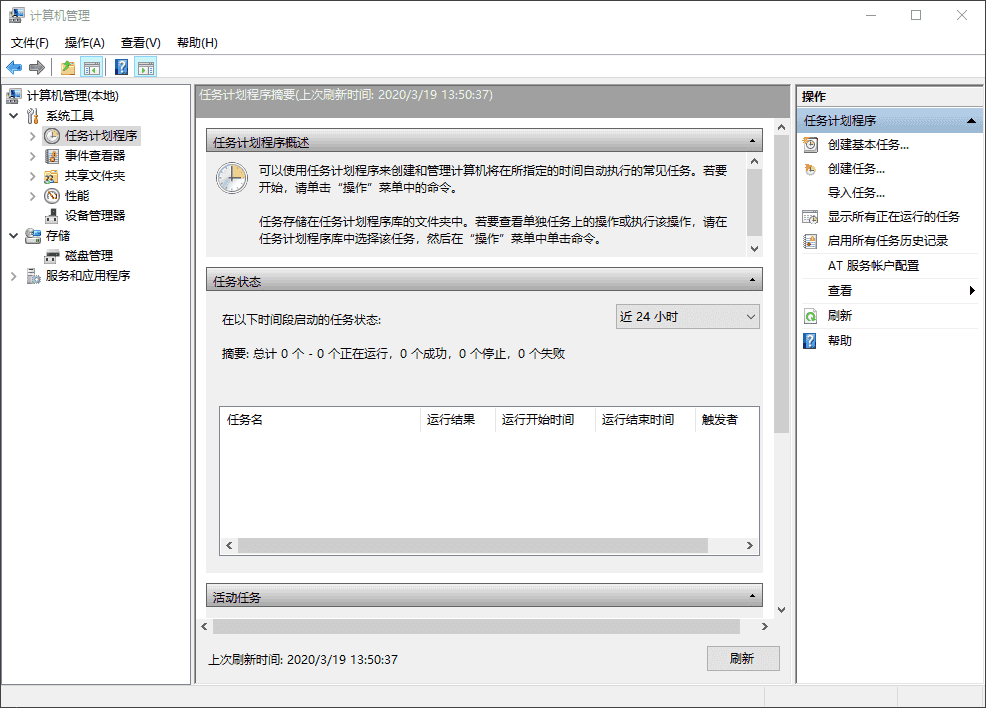 计算机管理
文件(F) 操作(A) 查看(V) 帮助(H)
计算机管理(本地)
系统工具
任务计划程序
事件查看器
共享文件夹
性能
设备管理器
存储
磁盘管理
服务和应用程序
任务计划程序摘要(上次刷新时间: 2020/3/19 13:50:37)
任务计划程序概述
可以使用任务计划程序来创建和管理计算机将在所指定的时间自动执行的常见任务。若要
开始，请单击“操作”菜单中的命令。
任务存储在任务计划程序库的文件夹中。若要查看单独任务上的操作或执行该操作，请在
任务计划程序库中选择该任务，然后在“操作”菜单中单击命令。
任务状态
在以下时间段启动的任务状态:
近 24 小时
摘要: 总计 0 个 - 0 个正在运行，0 个成功，0 个停止，0 个失败
任务名 运行结果 运行开始时间 运行结束时间 触发者
活动任务
上次刷新时间: 2020/3/19 13:50:37
刷新
操作
任务计划程序
创建基本任务...
创建任务...
导入任务...
显示所有正在运行的任务
启用所有任务历史记录
AT 服务帐户配置
查看
刷新
帮助